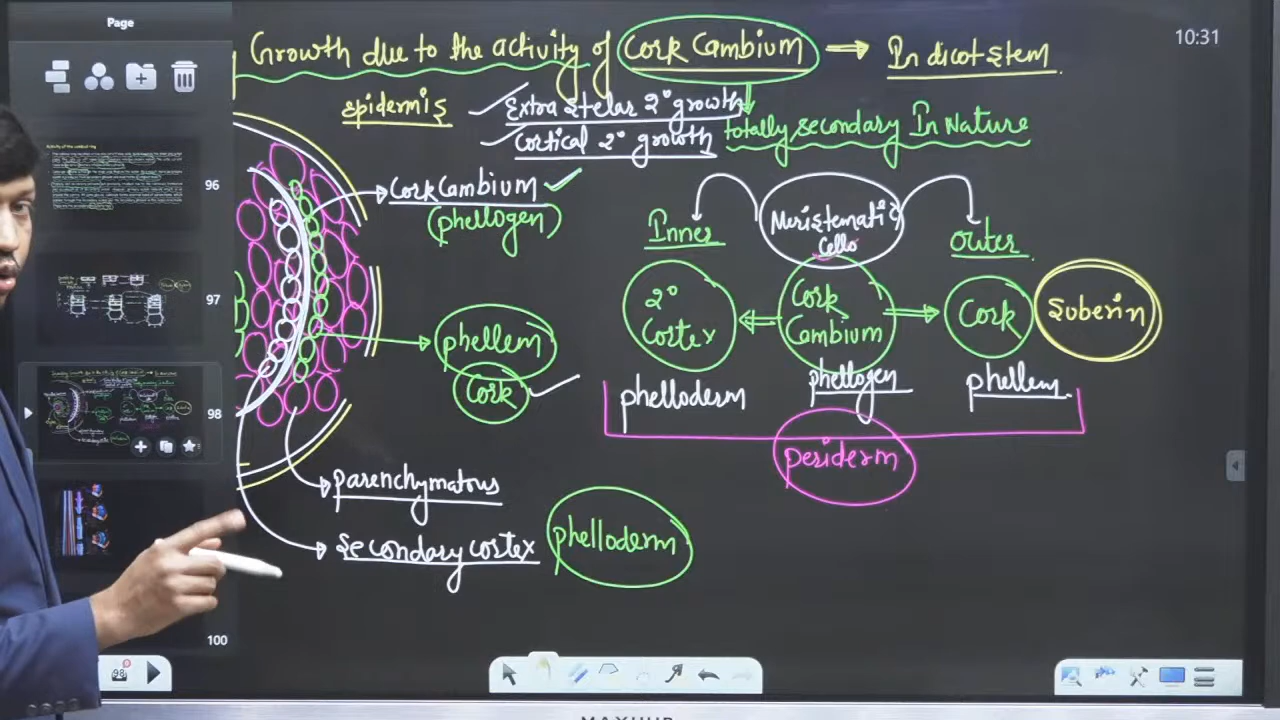 Page
10:31
Growth due to the activity of Cork Cambium → In dicot stem
epidermis
Extra stelar 2° growth
Cortical 2° growth
totally secondary In Nature
Cork Cambium
(phellogen)
Meristematic
Cells
Inner
outer
2°
Cortex
Cork
Cambium
Cork
Suberin
phelloderm
phellogen
phellem
periderm
phellem
Cork
parenchymatous
Secondary cortex
phelloderm
96
97
98
100
98
MAXHUB